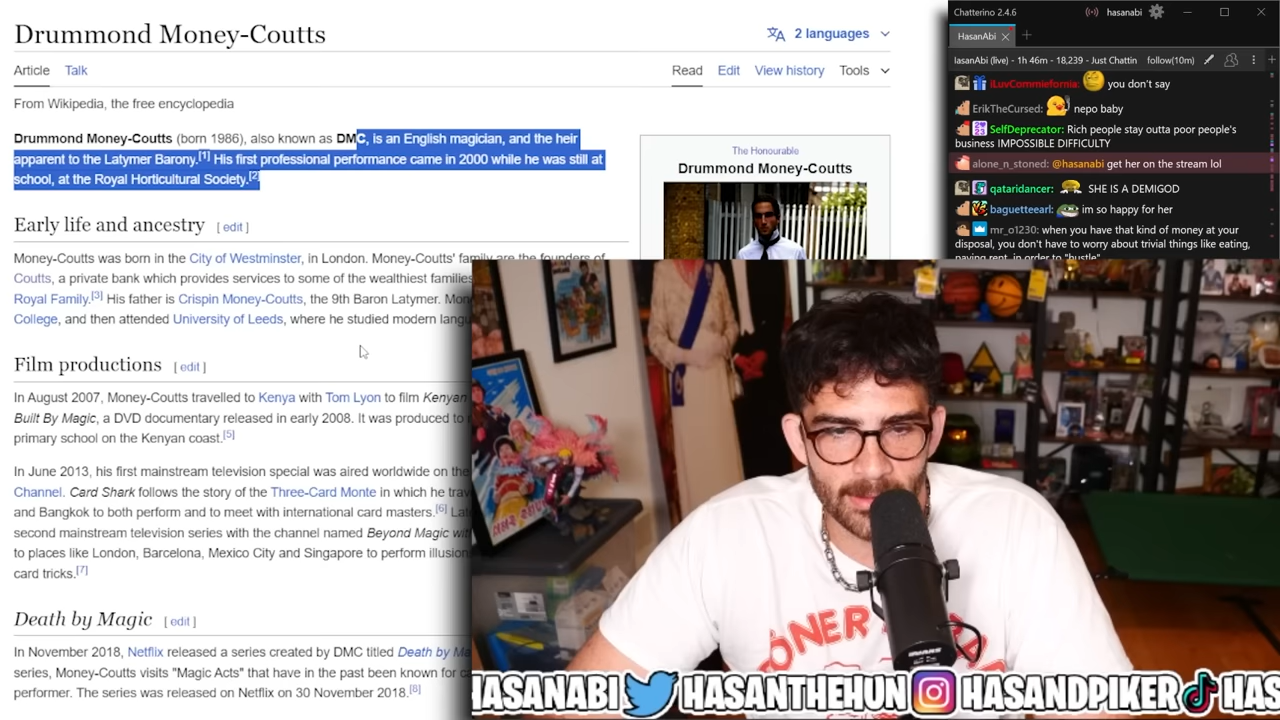 Drummond Money-Coutts
2 languages
Article Talk Read Edit View history Tools
From Wikipedia, the free encyclopedia
Drummond Money-Coutts (born 1986), also known as DMC, is an English magician, and the heir
apparent to the Latymer Barony.[1] His first professional performance came in 2000 while he was still at
school, at the Royal Horticultural Society.[2]
The Honourable
Drummond Money-Coutts
Early life and ancestry [ edit ]
Money-Coutts was born in the City of Westminster, in London. Money-Coutts' family are the founders of
Coutts, a private bank which provides services to some of the wealthiest families
Royal Family.[3] His father is Crispin Money-Coutts, the 9th Baron Latymer. Mon
College, and then attended University of Leeds, where he studied modern langu
Film productions [ edit ]
In August 2007, Money-Coutts travelled to Kenya with Tom Lyon to film Kenya
Built By Magic, a DVD documentary released in early 2008. It was produced to
primary school on the Kenyan coast.[5]
In June 2013, his first mainstream television special was aired worldwide on the
Channel. Card Shark follows the story of the Three-Card Monte in which he trav
and Bangkok to both perform and to meet with international card masters.[6] Lat
second mainstream television series with the channel named Beyond Magic wit
to places like London, Barcelona, Mexico City and Singapore to perform illusion
card tricks.[7]
Death by Magic [ edit ]
In November 2018, Netflix released a series created by DMC titled Death by Ma
series, Money-Coutts visits "Magic Acts" that have in the past been known for c
performer. The series was released on Netflix on 30 November 2018.[8]
Chatterino 2.4.6 hasanabi
HasanAbi
IasanAbi (live) - 1h 46m - 18,239 - Just Chattin follow(10m)
iLuvCommiefornia: you don't say
ErikTheCursed: nepo baby
SelfDeprecator: Rich people stay outta poor people's
business IMPOSSIBLE DIFFICULTY
alone_n_stoned: @hasanabi get her on the stream lol
qataridancer: SHE IS A DEMIGOD
baguetteearl: im so happy for her
mr_o1230: when you have that kind of money at your
disposal, you don't have to worry about trivial things like eating,
paying rent, in order to "hustle"
HASANABI HASANTHEHUN HASANDPIKER HAS